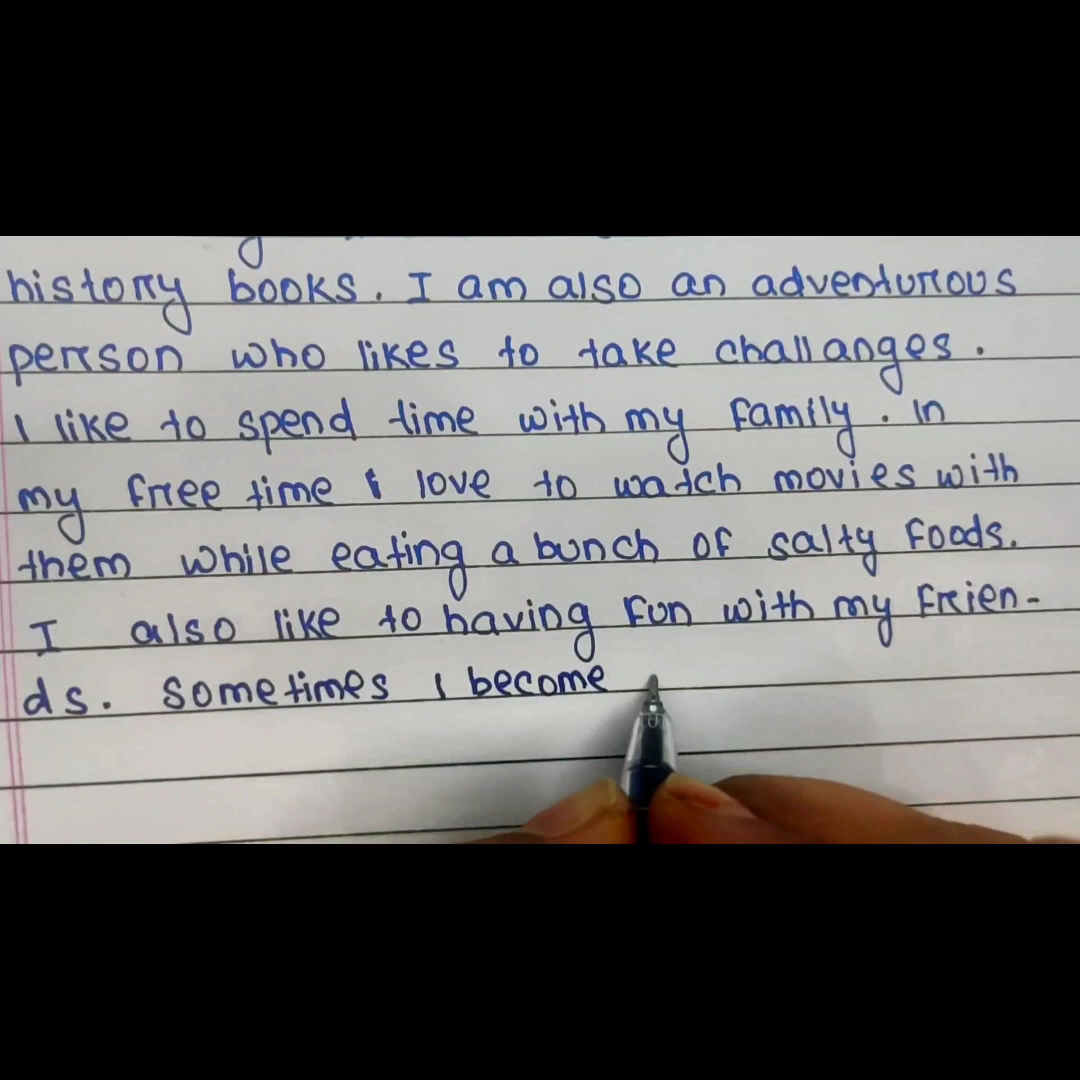 history books. I am also an adventurous
person who likes to take challanges.
I like to spend time with my family. In
my free time I love to watch movies with
them while eating a bunch of salty foods.
I also like to having fun with my frien-
ds. Sometimes I become